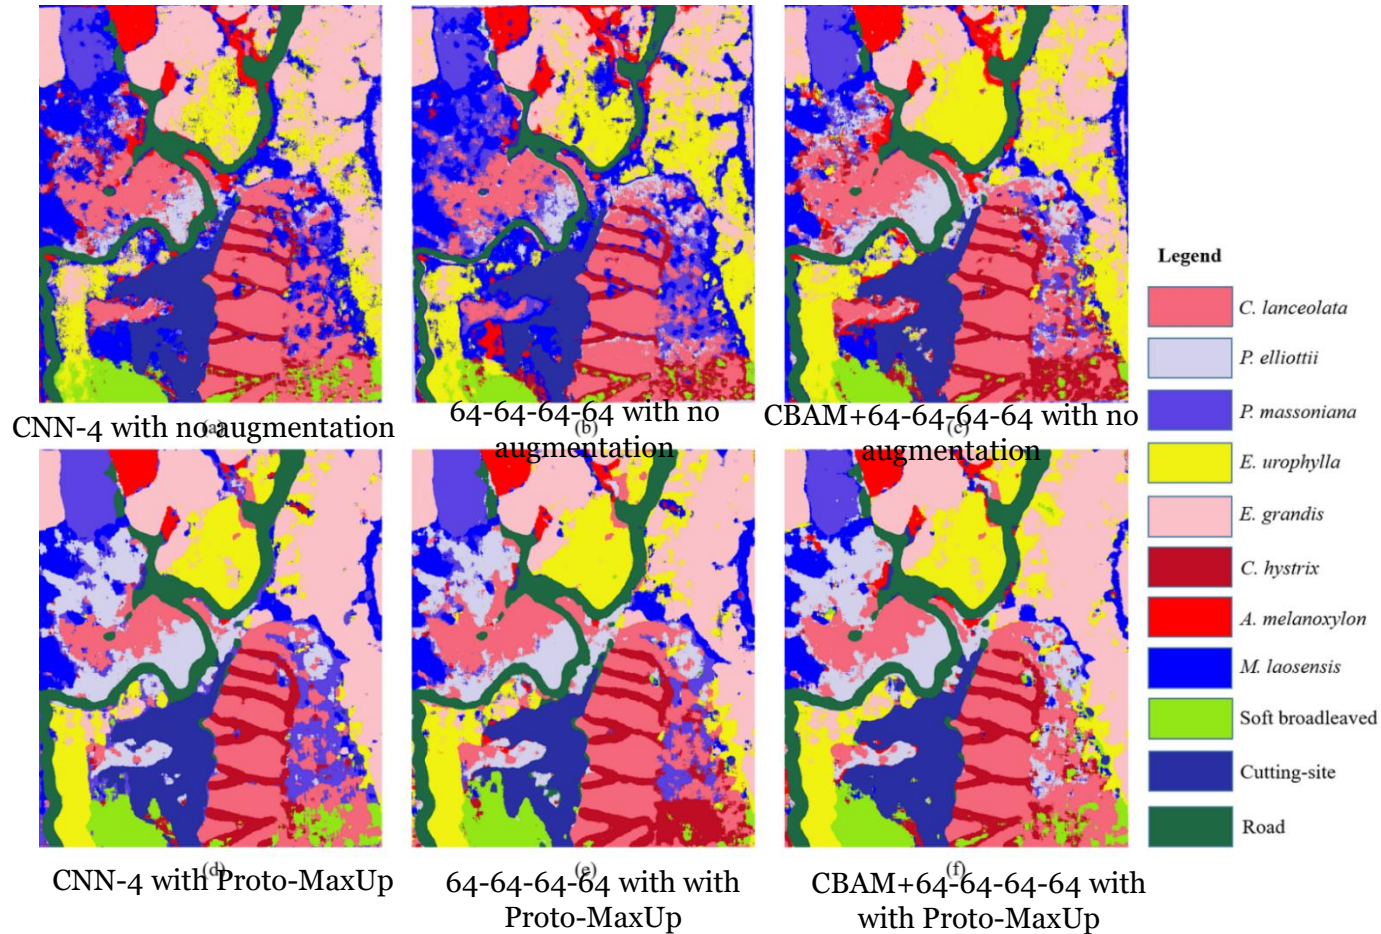 CNN-4 with no augmentation
(a)
64-64-64-64 with no
augmentation
(b)
CBAM+64-64-64-64 with no
augmentation
(c)
Legend
C. lanceolata
P. elliottii
P. massoniana
E. urophylla
E. grandis
C. hystrix
A. melanoxylon
M. laosensis
Soft broadleaved
Cutting-site
Road
CNN-4 with Proto-MaxUp
(d)
64-64-64-64 with with
Proto-MaxUp
(e)
CBAM+64-64-64-64 with
with Proto-MaxUp
(f)